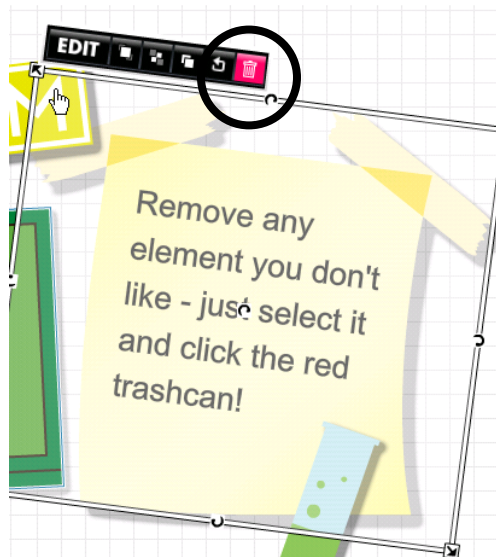 EDIT
M
Remove any
element you don't
like - just select it
and click the red
trashcan!